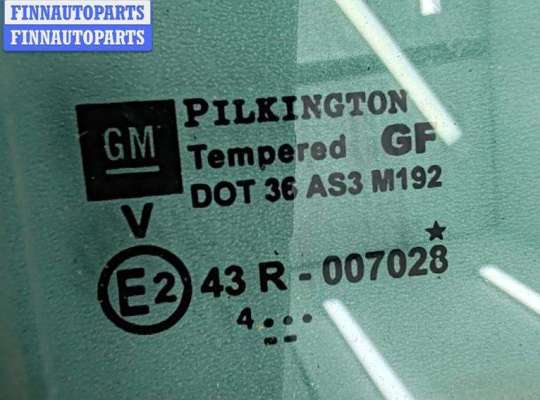 FINNAUTOPARTS
FINNAUTOPARTS
PILKINGTON
GM
Tempered GF
DOT 36 AS3 M192
V
E2 43 R - 007028
4...